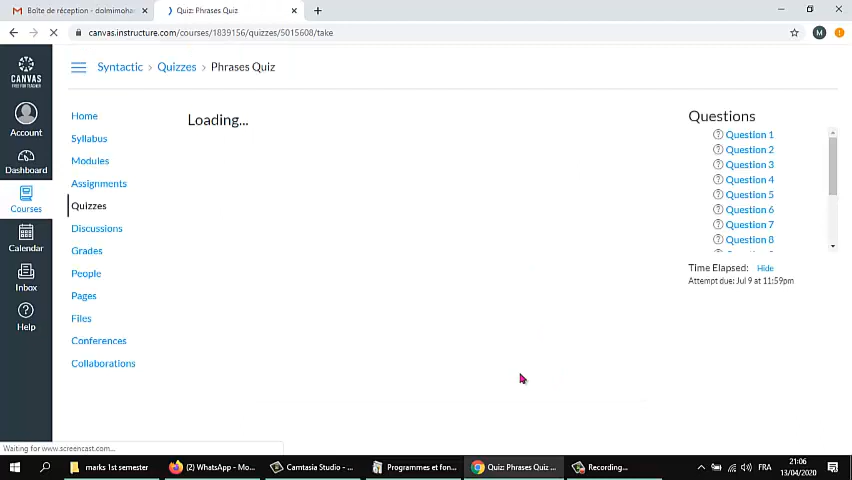 Boîte de réception - dolmimoha
Quiz: Phrases Quiz
canvas.instructure.com/courses/1839156/quizzes/5015608/take
M
CANVAS
FREE FOR TEACHER
Account
Dashboard
Courses
Calendar
Inbox
Help
Syntactic › Quizzes › Phrases Quiz
Home
Syllabus
Modules
Assignments
Quizzes
Discussions
Grades
People
Pages
Files
Conferences
Collaborations
Loading...
Questions
Question 1
Question 2
Question 3
Question 4
Question 5
Question 6
Question 7
Question 8
Time Elapsed: Hide
Attempt due: Jul 9 at 11:59pm
Waiting for www.screencast.com...
marks 1st semester
(2) WhatsApp - Mo...
Camtasia Studio - ...
Programmes et fon...
Quiz: Phrases Quiz ...
Recording...
FRA
21:06
13/04/2020